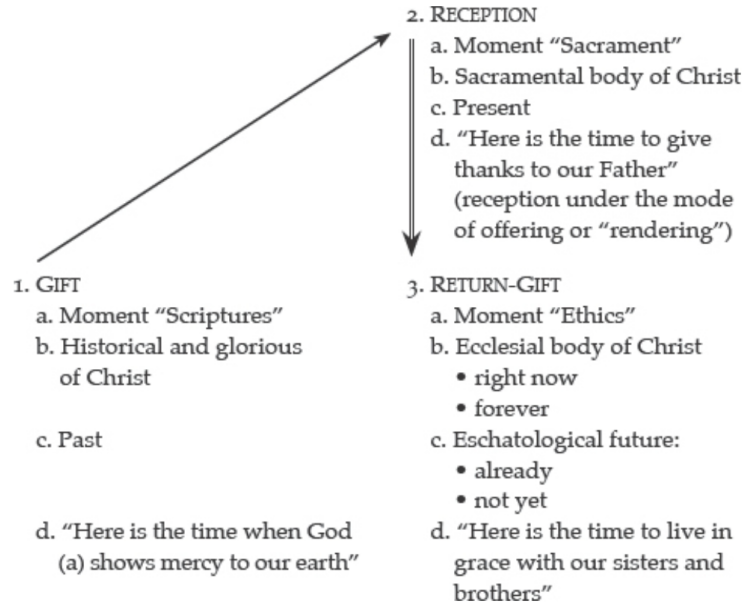 2. RECEPTION
a. Moment “Sacrament”
b. Sacramental body of Christ
c. Present
d. “Here is the time to give
thanks to our Father”
(reception under the mode
of offering or “rendering”)
1. GIFT
a. Moment “Scriptures”
b. Historical and glorious
of Christ
c. Past
d. “Here is the time when God
(a) shows mercy to our earth”
3. RETURN-GIFT
a. Moment “Ethics”
b. Ecclesial body of Christ
• right now
• forever
c. Eschatological future:
• already
• not yet
d. “Here is the time to live in
grace with our sisters and
brothers”